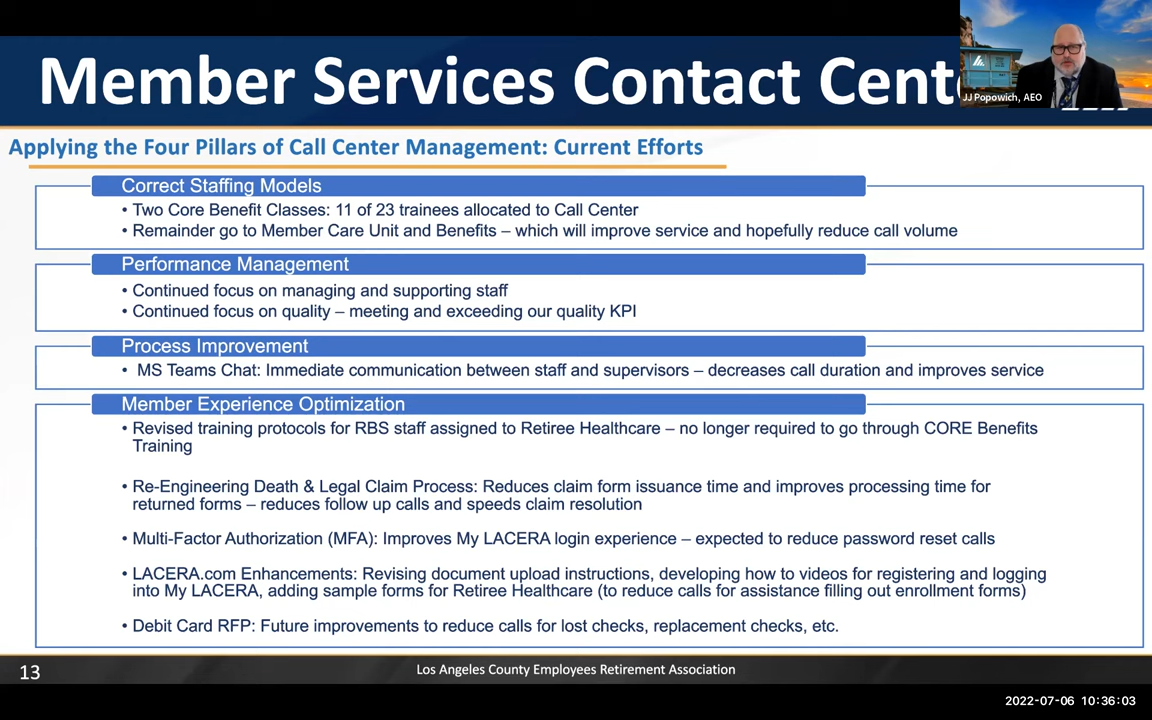 Member Services Contact Cent
JJ Popowich, AEO
Applying the Four Pillars of Call Center Management: Current Efforts
Correct Staffing Models
• Two Core Benefit Classes: 11 of 23 trainees allocated to Call Center
• Remainder go to Member Care Unit and Benefits – which will improve service and hopefully reduce call volume
Performance Management
• Continued focus on managing and supporting staff
• Continued focus on quality – meeting and exceeding our quality KPI
Process Improvement
• MS Teams Chat: Immediate communication between staff and supervisors – decreases call duration and improves service
Member Experience Optimization
• Revised training protocols for RBS staff assigned to Retiree Healthcare – no longer required to go through CORE Benefits
Training
• Re-Engineering Death & Legal Claim Process: Reduces claim form issuance time and improves processing time for
returned forms – reduces follow up calls and speeds claim resolution
• Multi-Factor Authorization (MFA): Improves My LACERA login experience – expected to reduce password reset calls
• LACERA.com Enhancements: Revising document upload instructions, developing how to videos for registering and logging
into My LACERA, adding sample forms for Retiree Healthcare (to reduce calls for assistance filling out enrollment forms)
• Debit Card RFP: Future improvements to reduce calls for lost checks, replacement checks, etc.
13
Los Angeles County Employees Retirement Association
2022-07-06 10:36:03